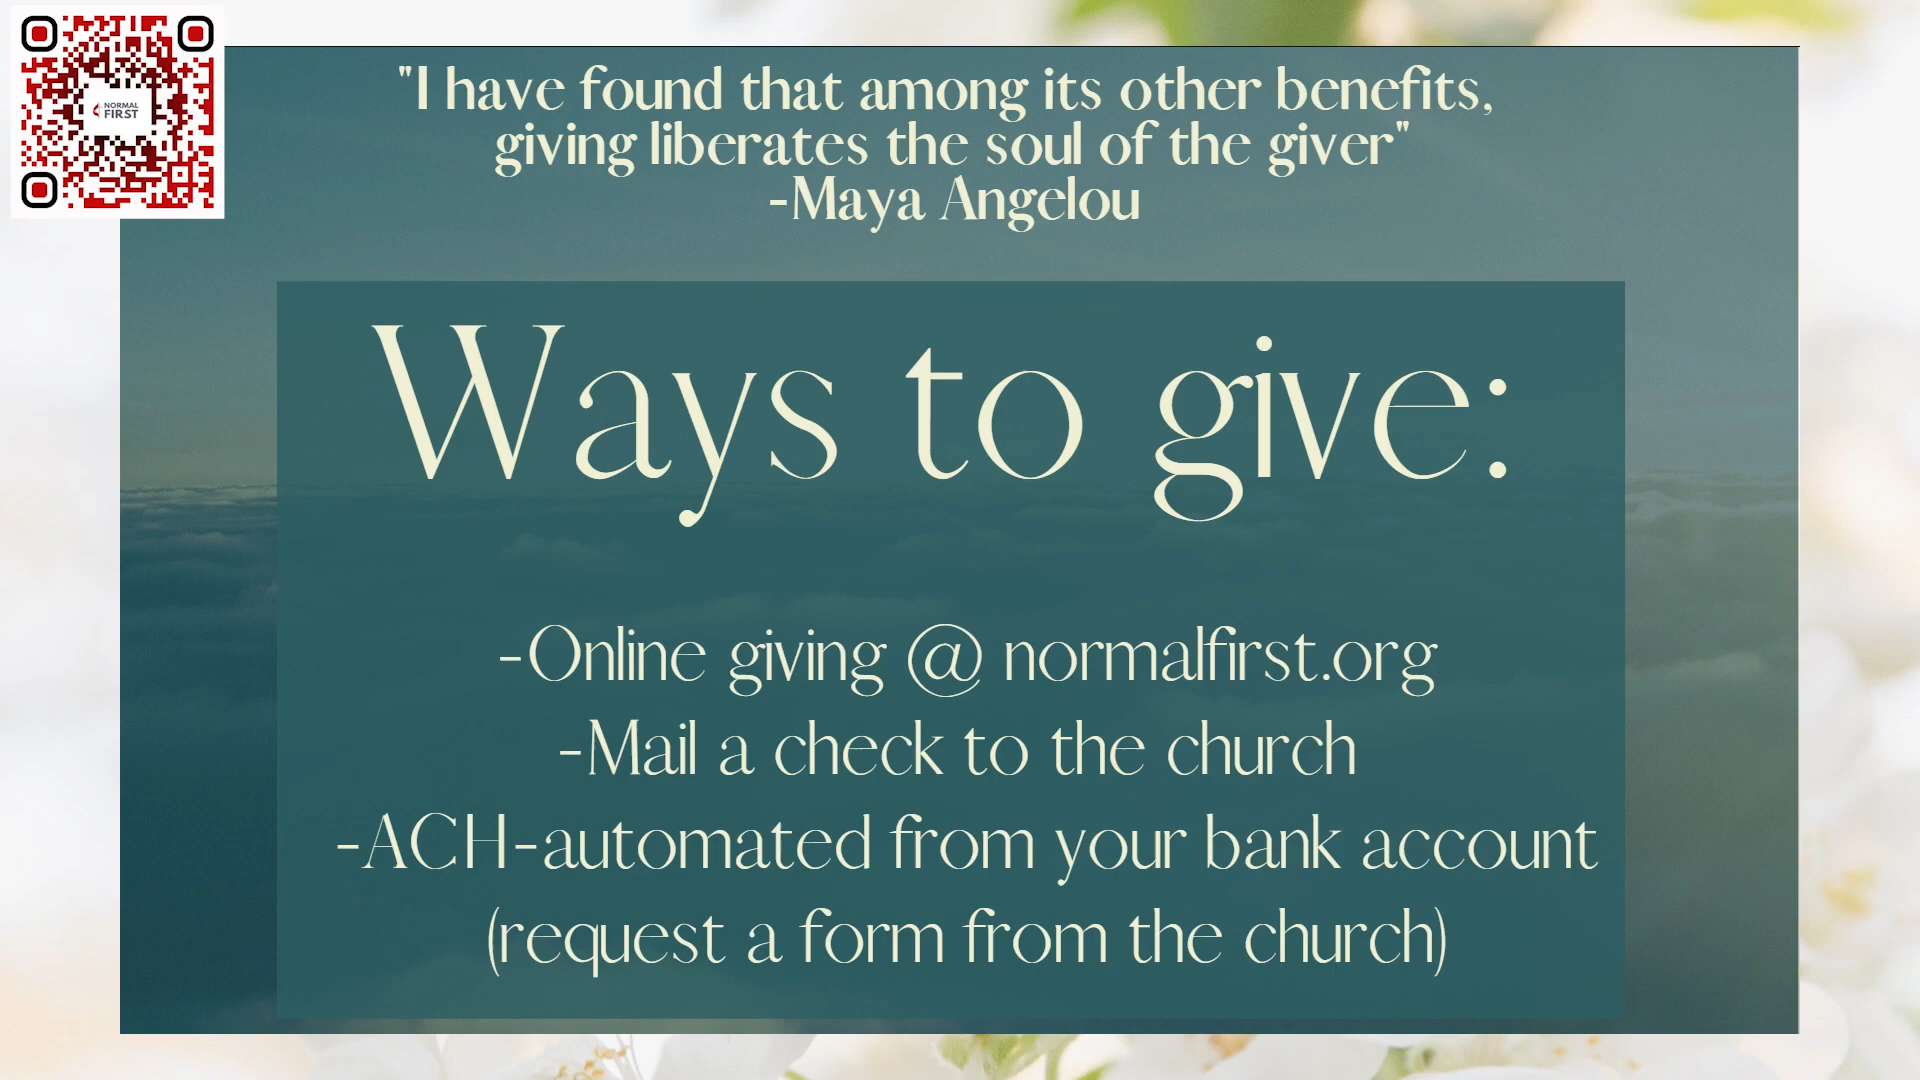 NORMAL
FIRST
"I have found that among its other benefits,
giving liberates the soul of the giver"
-Maya Angelou
Ways to give:
-Online giving @ normalfirst.org
-Mail a check to the church
-ACH-automated from your bank account
(request a form from the church)